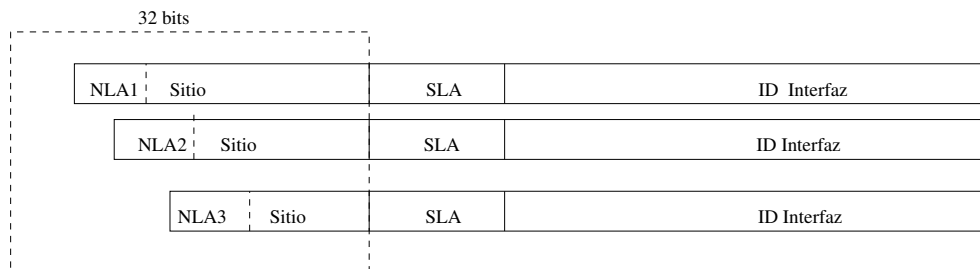 32 bits
NLA1 Sitio SLA ID Interfaz
NLA2 Sitio SLA ID Interfaz
NLA3 Sitio SLA ID Interfaz